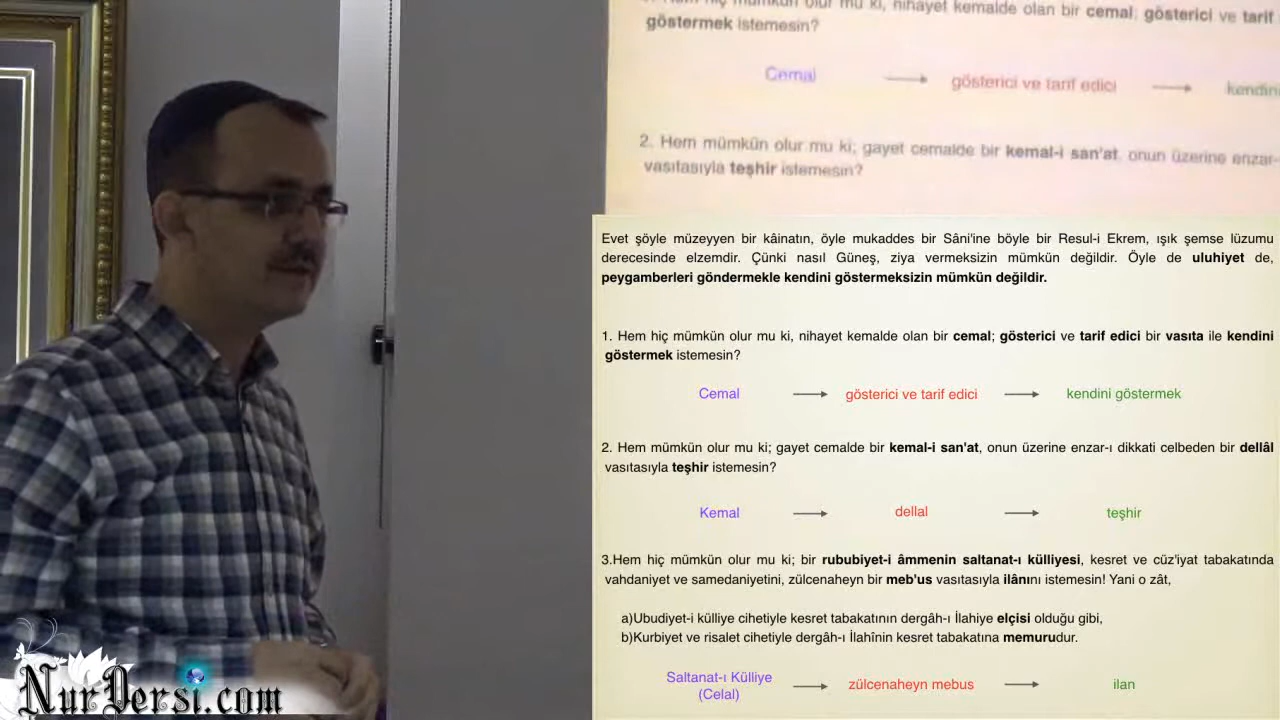 göstermek istemesin?
Cemal → gösterici ve tarif edici → kendini
2. Hem mümkün olur mu ki; gayet cemalde bir kemal-i san'at, onun üzerine enzar-
vasıtasıyla teşhir istemesin?
Evet şöyle müzeyyen bir kâinatın, öyle mukaddes bir Sâni'ine böyle bir Resul-i Ekrem, ışık şemse lüzumu
derecesinde elzemdir. Çünki nasıl Güneş, ziya vermeksizin mümkün değildir. Öyle de uluhiyet de,
peygamberleri göndermekle kendini göstermeksizin mümkün değildir.
1. Hem hiç mümkün olur mu ki, nihayet kemalde olan bir cemal; gösterici ve tarif edici bir vasıta ile kendini
göstermek istemesin?
Cemal → gösterici ve tarif edici → kendini göstermek
2. Hem mümkün olur mu ki; gayet cemalde bir kemal-i san'at, onun üzerine enzar-ı dikkati celbeden bir dellâl
vasıtasıyla teşhir istemesin?
Kemal → dellal → teşhir
3.Hem hiç mümkün olur mu ki; bir rububiyet-i âmmenin saltanat-ı külliyesi, kesret ve cüz'iyat tabakatında
vahdaniyet ve samedaniyetini, zülcenaheyn bir meb'us vasıtasıyla ilânını istemesin! Yani o zât,
a)Ubudiyet-i külliye cihetiyle kesret tabakatının dergâh-ı İlahiye elçisi olduğu gibi,
b)Kurbiyet ve risalet cihetiyle dergâh-ı İlahînin kesret tabakatına memurudur.
Saltanat-ı Külliye
(Celal) → zülcenaheyn mebus → ilan
NurDersi.com